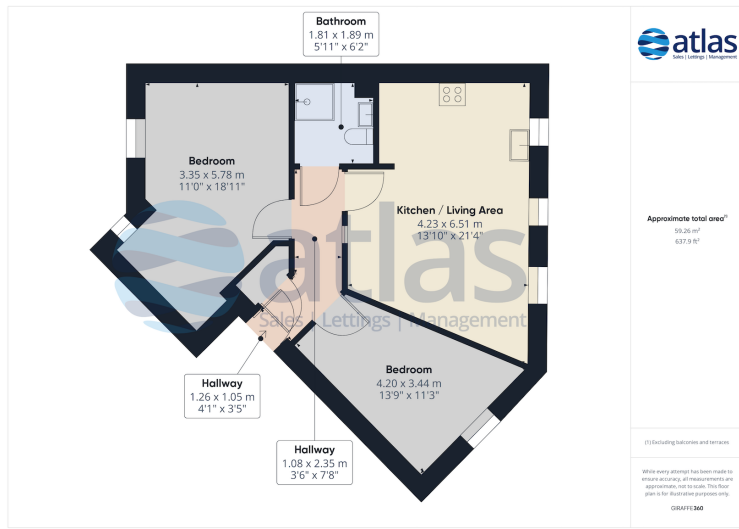 Bathroom
1.81 x 1.89 m
5'11" x 6'2"
Bedroom
3.35 x 5.78 m
11'0" x 18'11"
Kitchen / Living Area
4.23 x 6.51 m
13'10" x 21'4"
atlas
Sales | Lettings | Management
Bedroom
4.20 x 3.44 m
13'9" x 11'3"
Hallway
1.26 x 1.05 m
4'1" x 3'5"
Hallway
1.08 x 2.35 m
3'6" x 7'8"
atlas
Sales | Lettings | Management
Approximate total area(1)
59.26 m²
637.9 ft²
(1) Excluding balconies and terraces
While every attempt has been made to
ensure accuracy, all measurements are
approximate, not to scale. This floor
plan is for illustrative purposes only.
GIRAFFE360